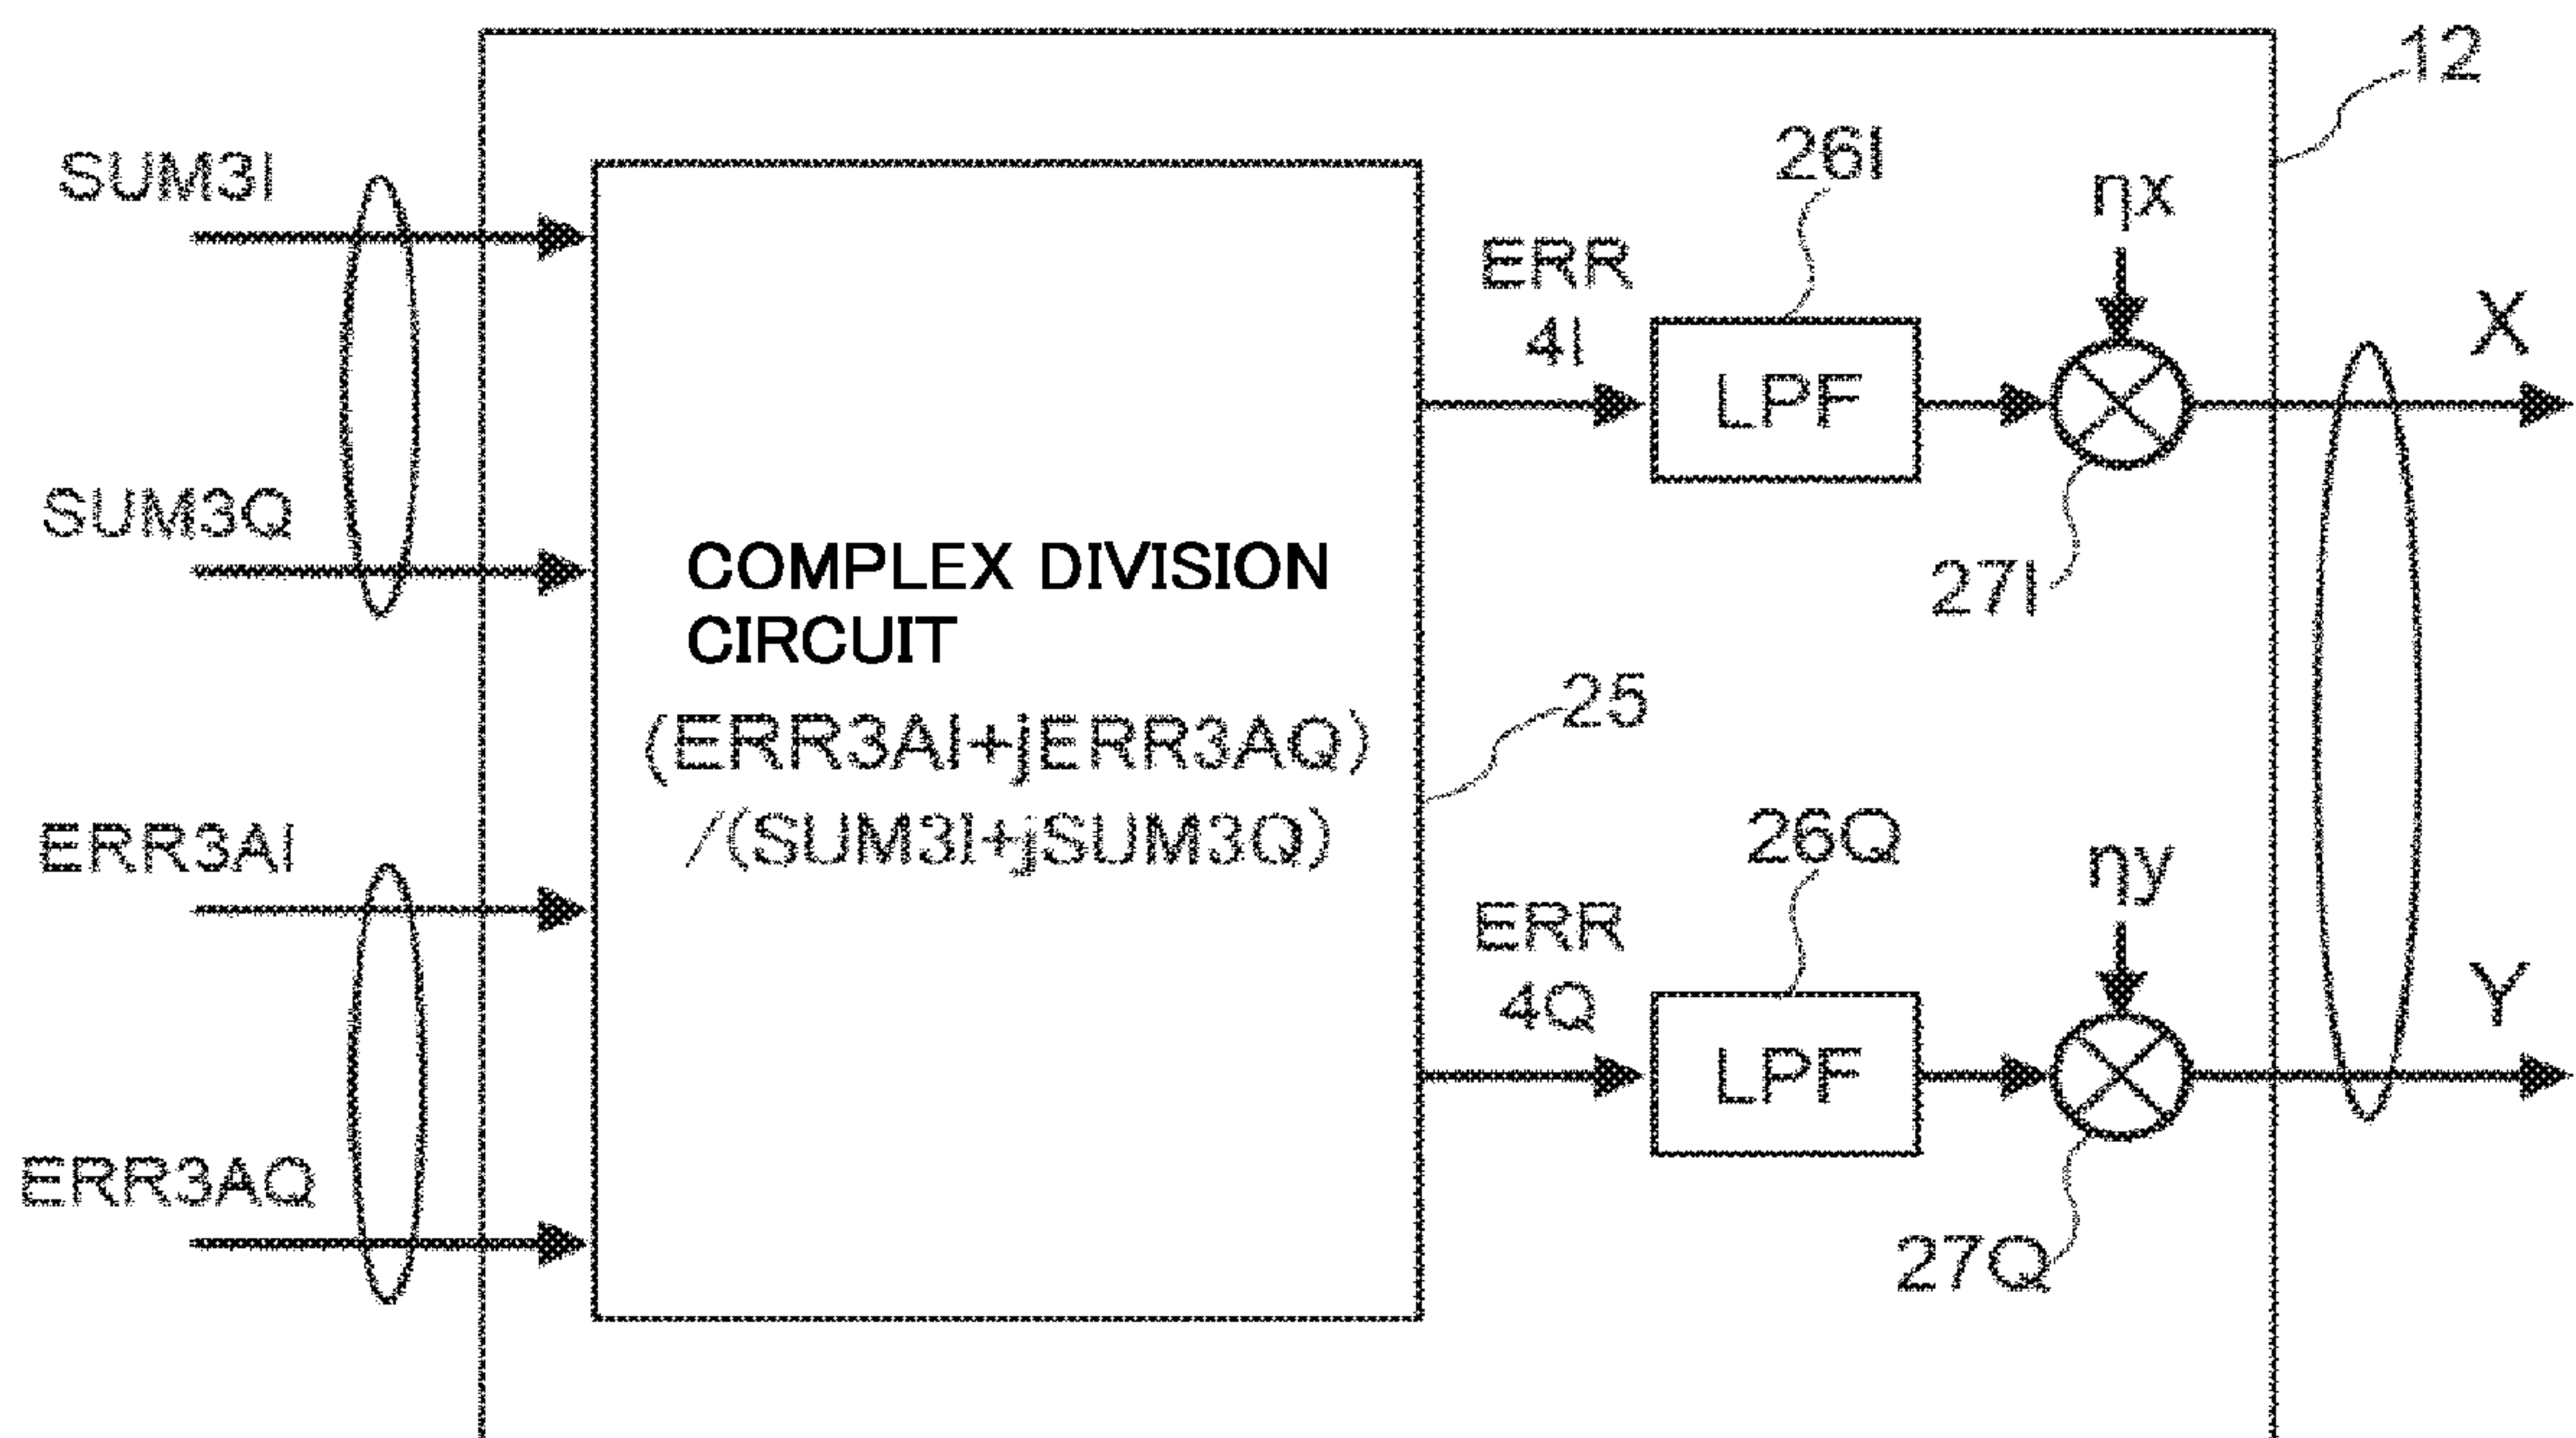 12
SUM3I
SUM3Q
ERR3AI
ERR3AQ
COMPLEX DIVISION
CIRCUIT
(ERR3AI+jERR3AQ)
/(SUM3I+jSUM3Q)
25
ERR
4I
26I
LPF
ηx
27I
X
ERR
4Q
26Q
LPF
ηy
27Q
Y